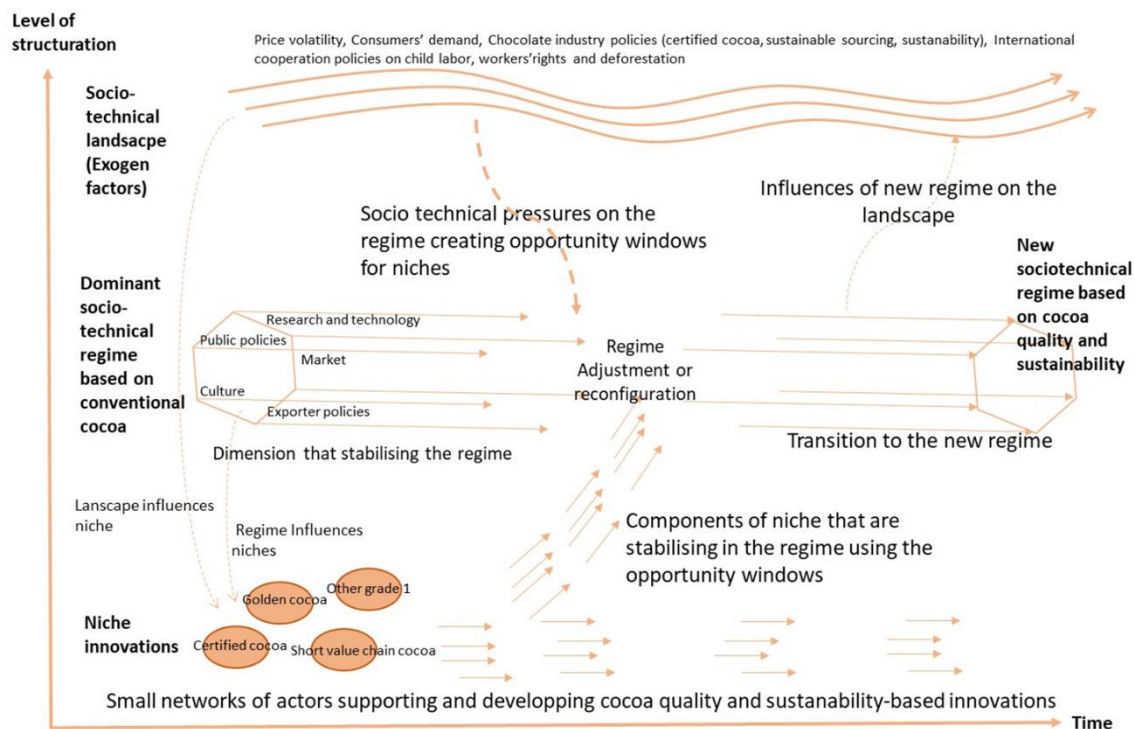 Level of
structuration
Price volatility, Consumers’ demand, Chocolate industry policies (certified cocoa, sustainable sourcing, sustanability), International
cooperation policies on child labor, workers’rights and deforestation
Socio-
technical
landsacpe
(Exogen
factors)
Influences of new regime on the
landscape
Socio technical pressures on the
regime creating opportunity windows
for niches
Dominant
socio-
technical
regime
based on
conventional
cocoa
New
sociotechnical
regime based
on cocoa
quality and
sustainability
Research and technology
Public policies
Market
Culture
Exporter policies
Regime
Adjustment or
reconfiguration
Dimension that stabilising the regime
Transition to the new regime
Lanscape influences
niche
Regime Influences
niches
Components of niche that are
stabilising in the regime using the
opportunity windows
Niche
innovations
Golden cocoa
Other grade 1
Certified cocoa
Short value chain cocoa
Small networks of actors supporting and developping cocoa quality and sustanability-based innovations
Time